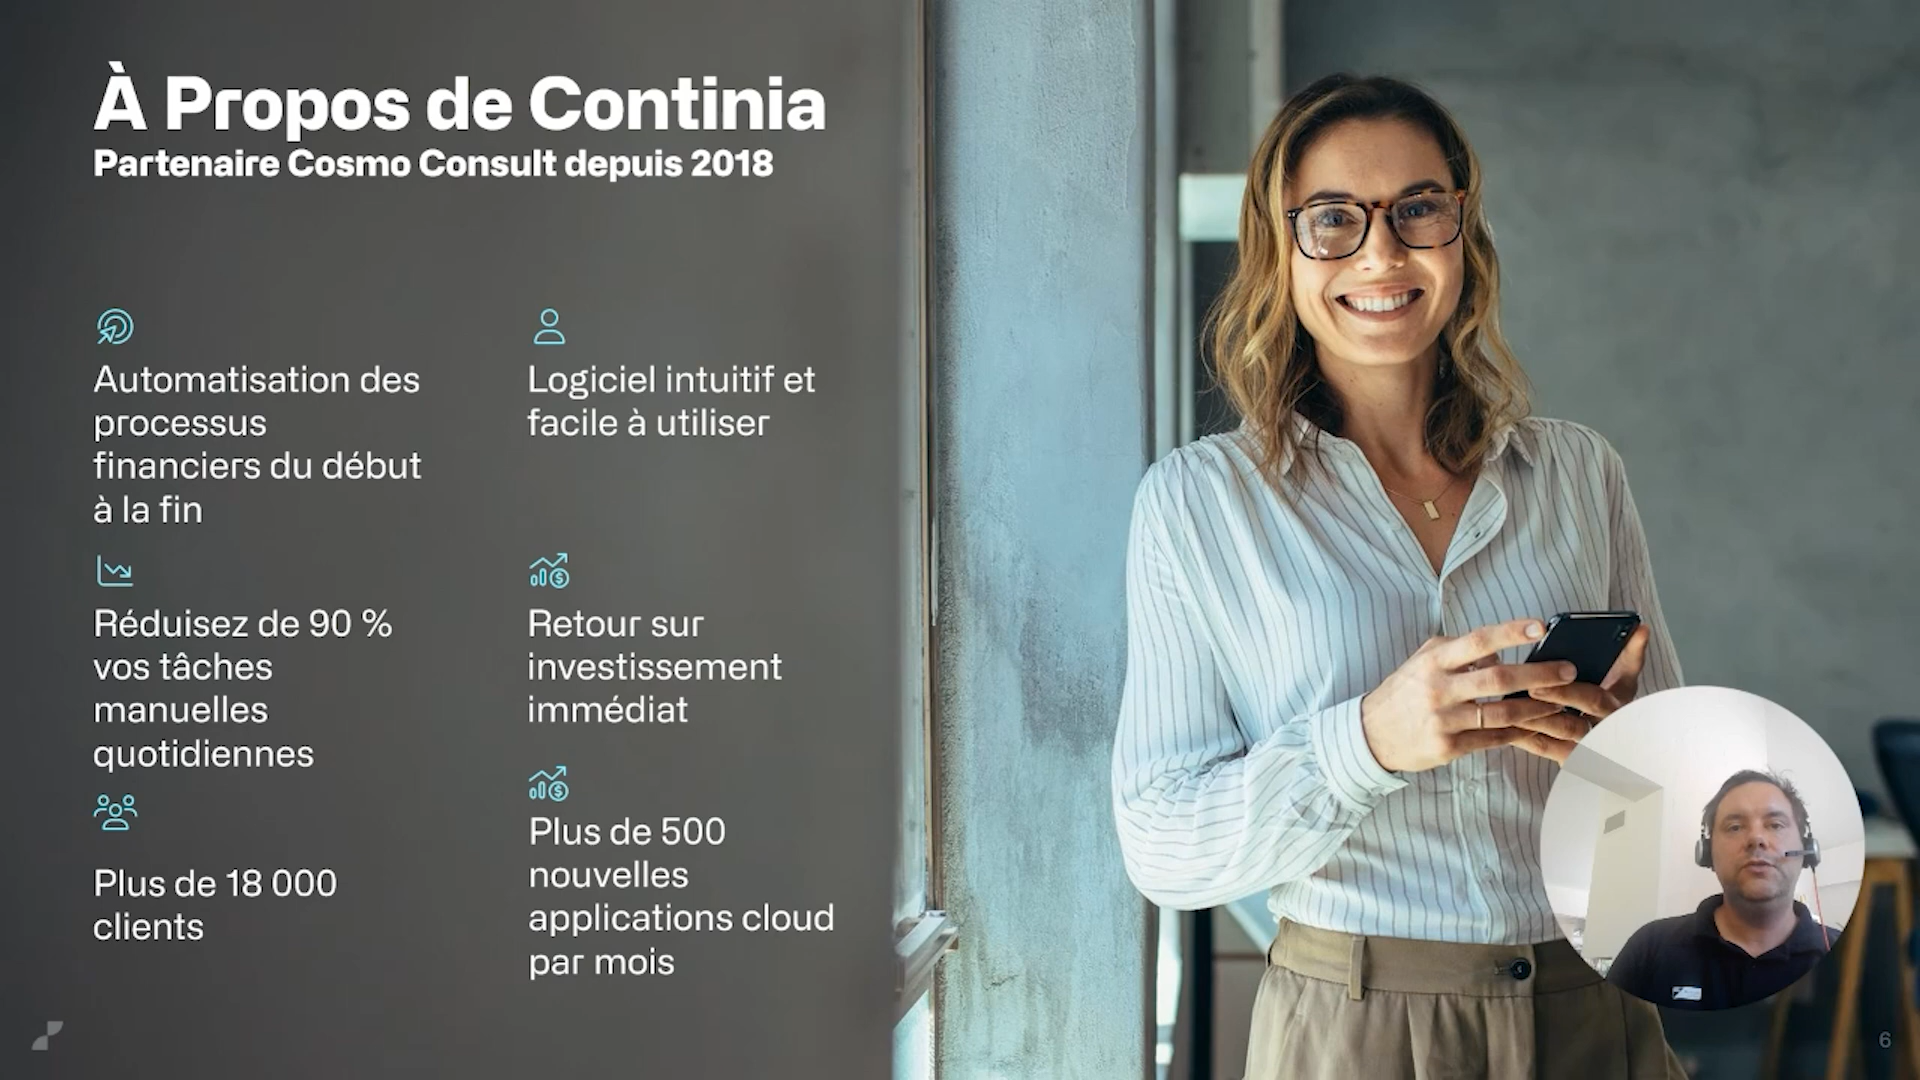 À Propos de Continia
Partenaire Cosmo Consult depuis 2018
Automatisation des
processus
financiers du début
à la fin
Logiciel intuitif et
facile à utiliser
Réduisez de 90 %
vos tâches
manuelles
quotidiennes
Retour sur
investissement
immédiat
Plus de 18 000
clients
Plus de 500
nouvelles
applications cloud
par mois
6